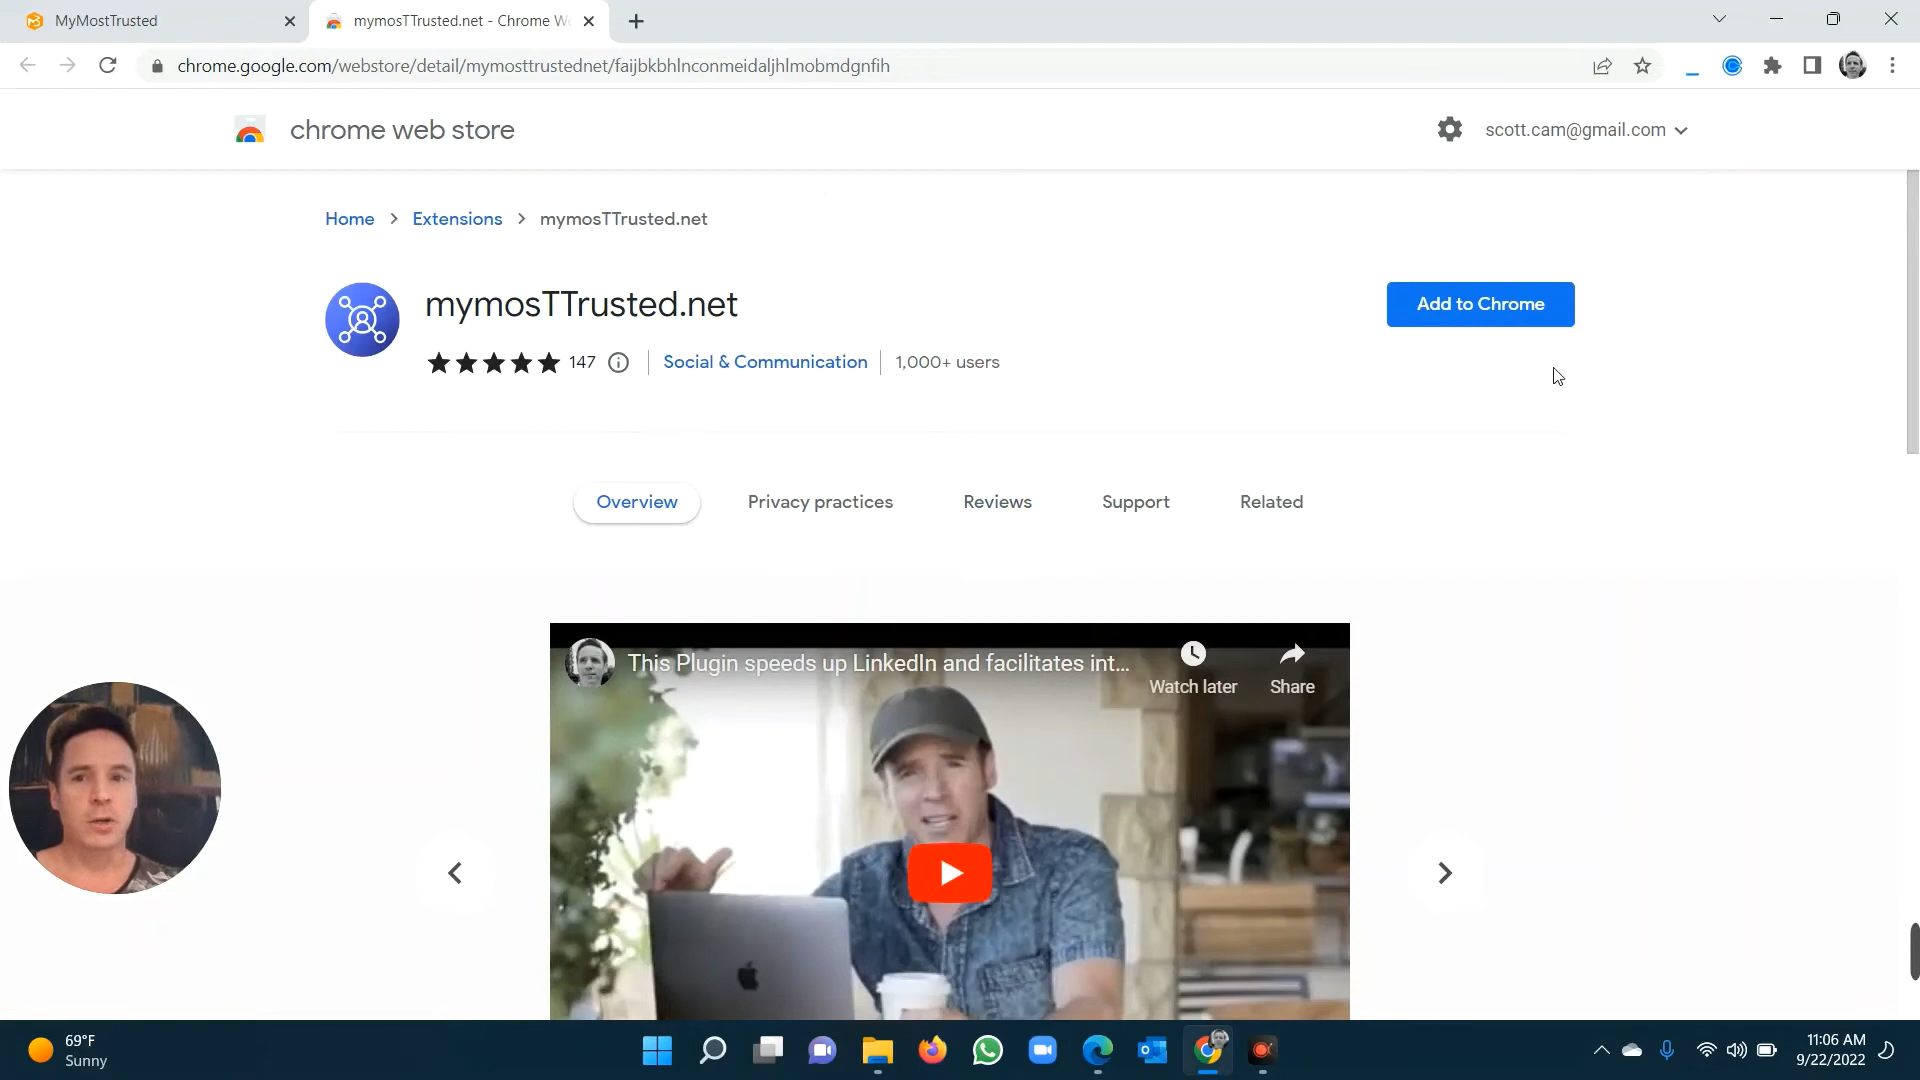 MyMostTrusted
mymosTTrusted.net - Chrome W
chrome.google.com/webstore/detail/mymosttrustednet/faijbkbhlnconmeidaljhlmobmdgnfih
chrome web store
scott.cam@gmail.com
Home > Extensions > mymosTTrusted.net
mymosTTrusted.net
Add to Chrome
147
Social & Communication
1,000+ users
Overview
Privacy practices
Reviews
Support
Related
This Plugin speeds up LinkedIn and facilitates int...
Watch later
Share
69°F
Sunny
11:06 AM
9/22/2022